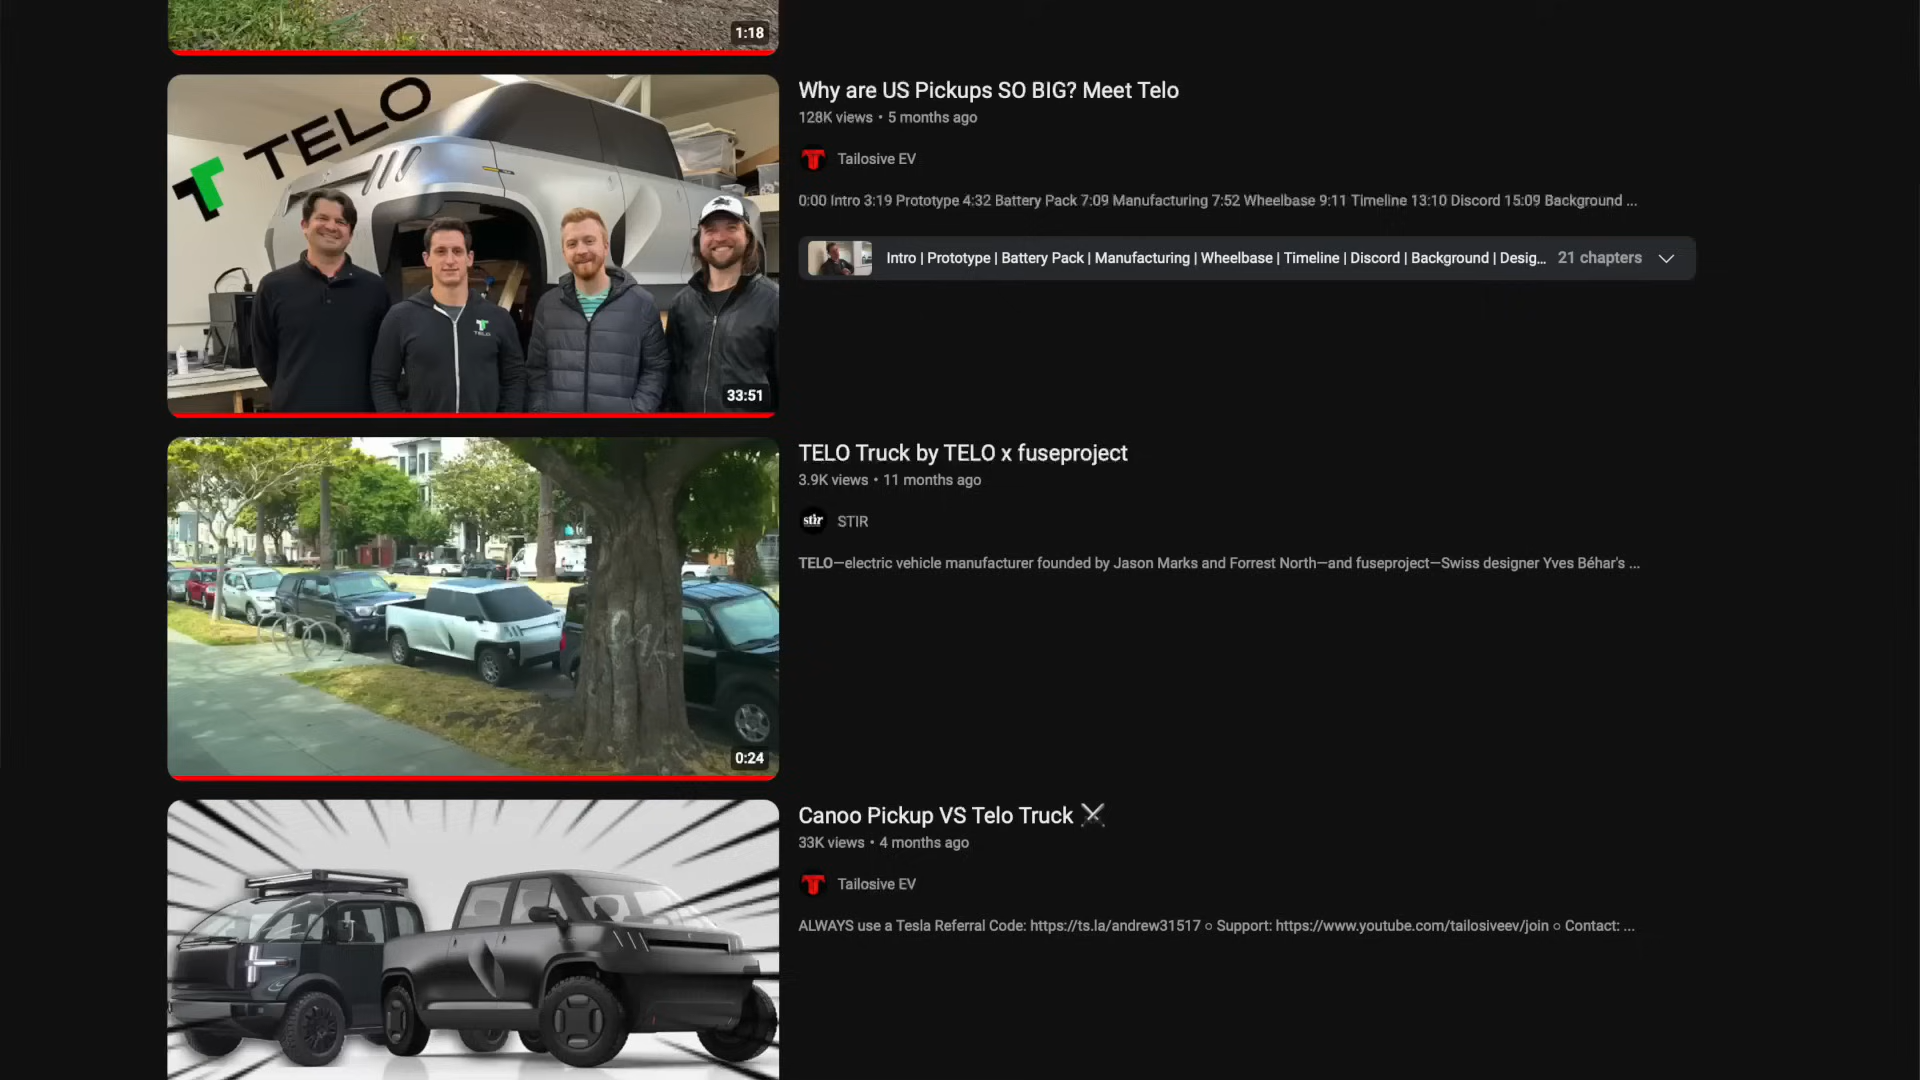 1:18
TELO
TELO
33:51
Why are US Pickups SO BIG? Meet Telo
128K views • 5 months ago
Tailosive EV
0:00 Intro 3:19 Prototype 4:32 Battery Pack 7:09 Manufacturing 7:52 Wheelbase 9:11 Timeline 13:10 Discord 15:09 Background ...
Intro | Prototype | Battery Pack | Manufacturing | Wheelbase | Timeline | Discord | Background | Desig... 21 chapters
0:24
TELO Truck by TELO x fuseproject
3.9K views • 11 months ago
stir STIR
TELO—electric vehicle manufacturer founded by Jason Marks and Forrest North—and fuseproject—Swiss designer Yves Béhar's ...
Canoo Pickup VS Telo Truck ⚔
33K views • 4 months ago
Tailosive EV
ALWAYS use a Tesla Referral Code: https://ts.la/andrew31517 ○ Support: https://www.youtube.com/tailosiveev/join ○ Contact: ...